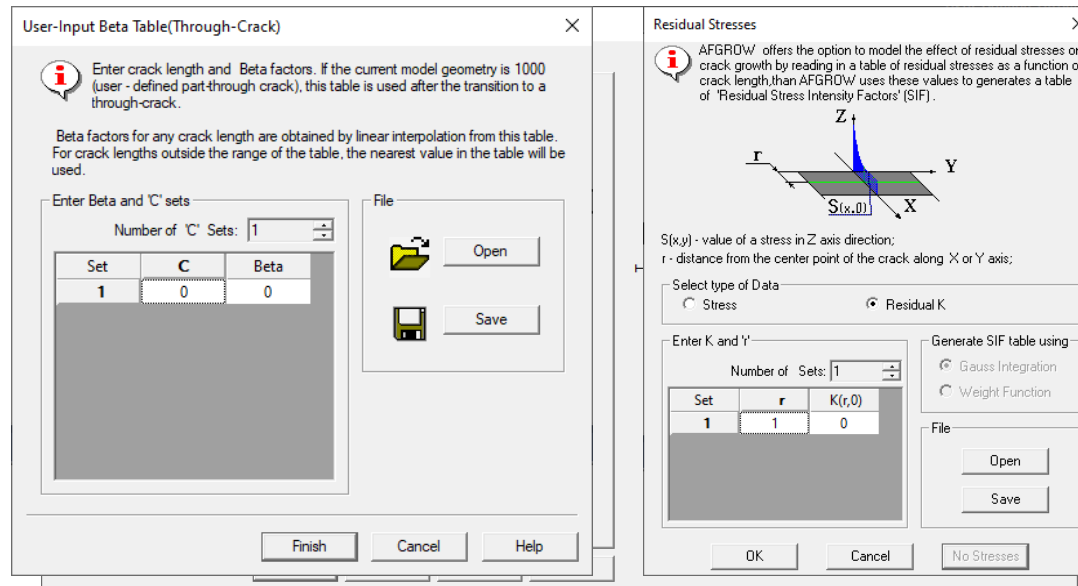 User-Input Beta Table(Through-Crack)
Enter crack length and Beta factors. If the current model geometry is 1000
(user - defined part-through crack), this table is used after the transition to a
through-crack.
Beta factors for any crack length are obtained by linear interpolation from this table.
For crack lengths outside the range of the table, the nearest value in the table will be
used.
Enter Beta and 'C' sets
Number of 'C' Sets: 1
Set C Beta
1 0 0
File
Open
Save
Finish Cancel Help
Residual Stresses
AFGROW offers the option to model the effect of residual stresses on
crack growth by reading in a table of residual stresses as a function o
crack length,than AFGROW uses these values to generates a table
of 'Residual Stress Intensity Factors' (SIF).
Z
r
Y
S(x,0)
X
S(x,y) - value of a stress in Z axis direction;
r - distance from the center point of the crack along X or Y axis;
Select type of Data
Stress Residual K
Enter K and 'r'
Number of Sets: 1
Set r K(r,0)
1 1 0
Generate SIF table using
Gauss Integration
Weight Function
File
Open
Save
OK Cancel No Stresses